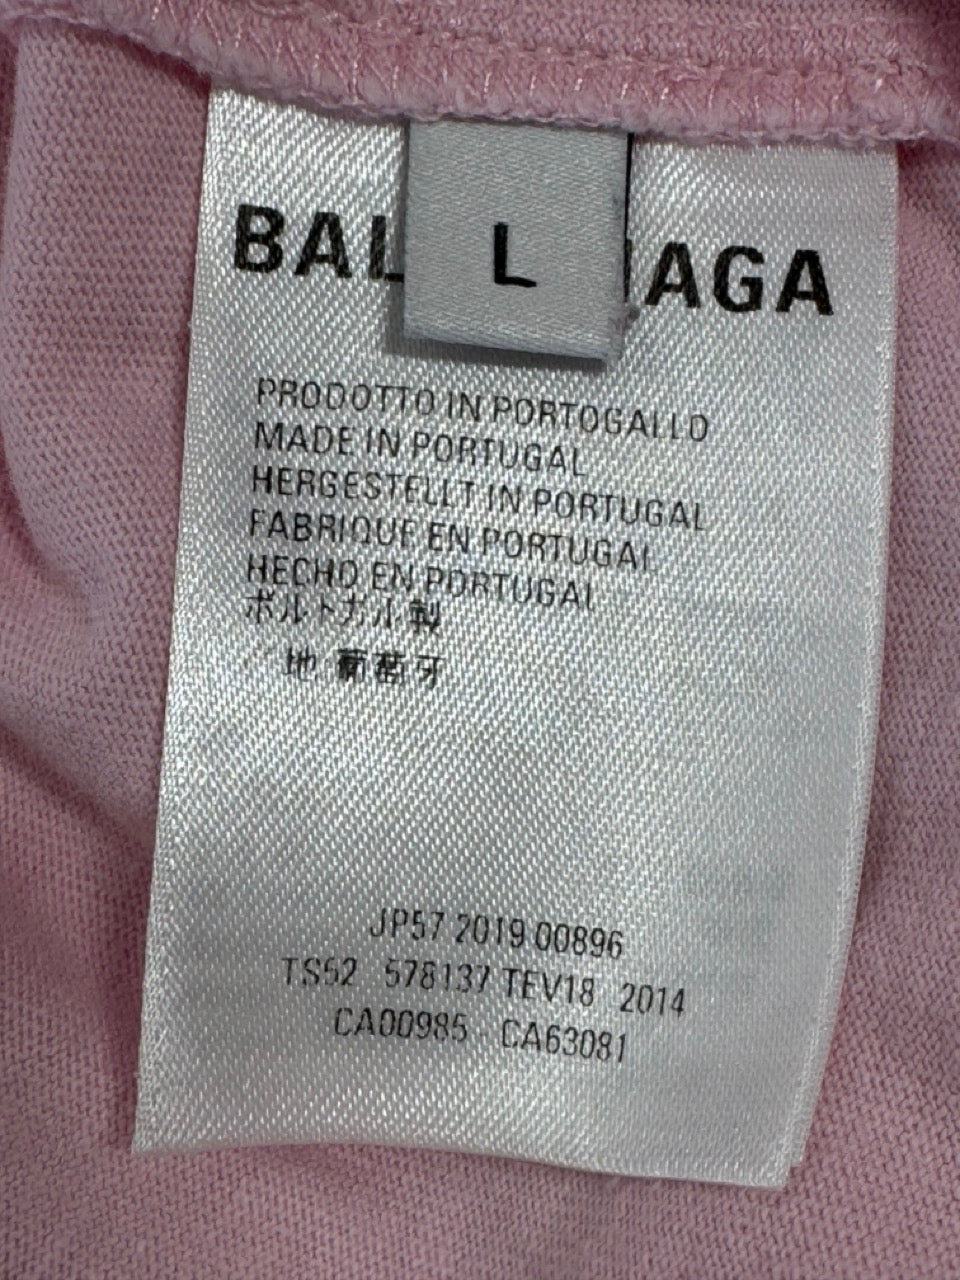 BAL AGA
L
PRODOTTO IN PORTOGALLO
MADE IN PORTUGAL
HERGESTELLT IN PORTUGAL
FABRIQUE EN PORTUGAL
HECHO EN PORTUGAL
ポルトガル製
地:葡萄牙
JP57 2019 00896
TS52 578137 TEV18 2014
CA00985 CA63081